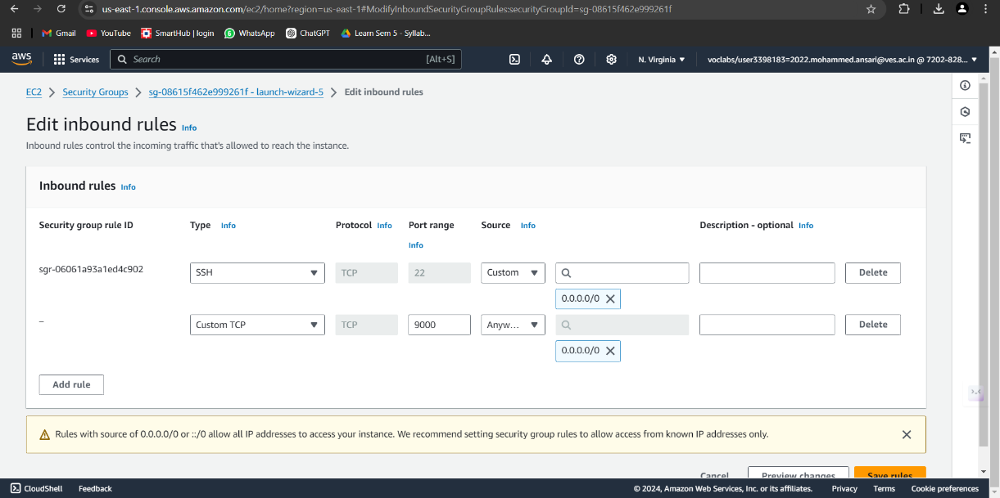 us-east-1.console.aws.amazon.com/ec2/home?region=us-east-1#ModifyInboundSecurityGroupRules:securityGroupId=sg-08615f462e999261f
Gmail YouTube SmartHub | login WhatsApp ChatGPT Learn Sem 5 - Syllab...
aws Services Search [Alt+S] N. Virginia voclabs/user3398183=2022.mohammed.ansari@ves.ac.in @ 7202-828...
EC2 Security Groups sg-08615f462e999261f - launch-wizard-5 Edit inbound rules
Edit inbound rules Info
Inbound rules control the incoming traffic that's allowed to reach the instance.
Inbound rules Info
Security group rule ID Type Info Protocol Info Port range Source Info Description - optional Info
Info
sgr-06061a93a1ed4c902 SSH TCP 22 Custom Delete
0.0.0.0/0
– Custom TCP TCP 9000 Anyw... Delete
0.0.0.0/0
Add rule
Rules with source of 0.0.0.0/0 or ::/0 allow all IP addresses to access your instance. We recommend setting security group rules to allow access from known IP addresses only.
Cancel Preview changes Save rules
CloudShell Feedback © 2024, Amazon Web Services, Inc. or its affiliates. Privacy Terms Cookie preferences